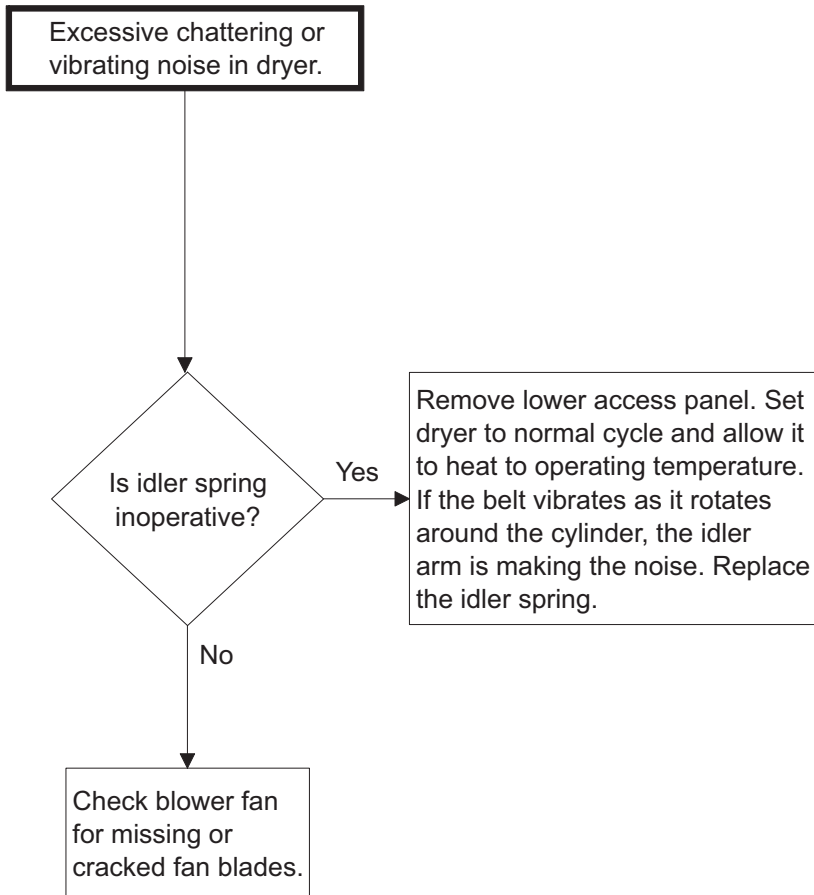 Excessive chattering or
vibrating noise in dryer.
Is idler spring
inoperative?
Yes
Remove lower access panel. Set
dryer to normal cycle and allow it
to heat to operating temperature.
If the belt vibrates as it rotates
around the cylinder, the idler
arm is making the noise. Replace
the idler spring.
No
Check blower fan
for missing or
cracked fan blades.